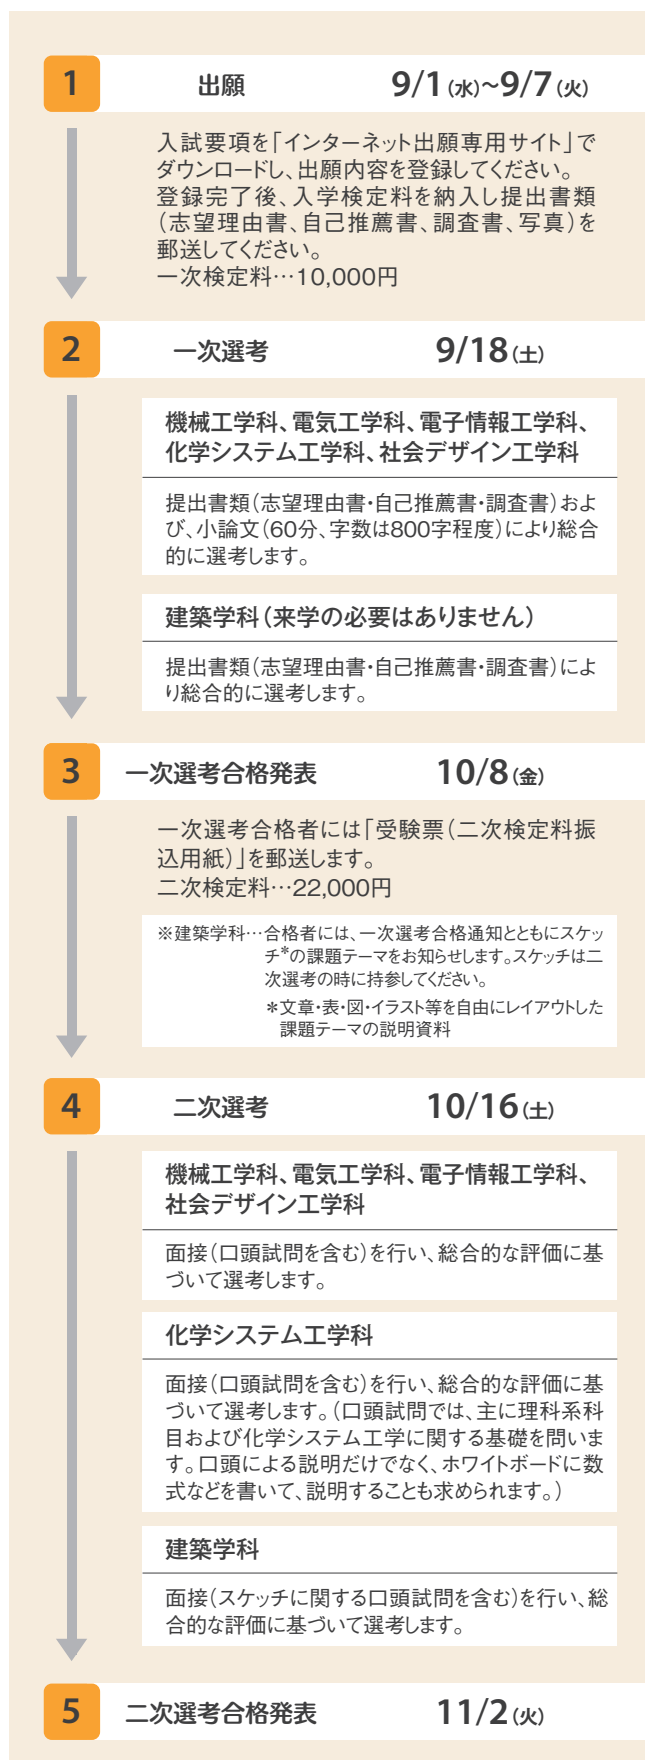 1 出願 9/1(水)~9/7(火)
入試要項を「インターネット出願専用サイト」で
ダウンロードし、出願内容を登録してください。
登録完了後、入学検定料を納入し提出書類
(志望理由書、自己推薦書、調査書、写真)を
郵送してください。
一次検定料…10,000円
2 一次選考 9/18(土)
機械工学科、電気工学科、電子情報工学科、
化学システム工学科、社会デザイン工学科
提出書類(志望理由書・自己推薦書・調査書)およ
び、小論文(60分、字数は800字程度)により総合
的に選考します。
建築学科(来学の必要はありません)
提出書類(志望理由書・自己推薦書・調査書)によ
り総合的に選考します。
3 一次選考合格発表 10/8(金)
一次選考合格者には「受験票(二次検定料振
込用紙)」を郵送します。
二次検定料…22,000円
※建築学科…合格者には、一次選考合格通知とともにスケッ
チ*の課題テーマをお知らせします。スケッチは二
次選考の時に持参してください。
*文章・表・図・イラスト等を自由にレイアウトした
課題テーマの説明資料
4 二次選考 10/16(土)
機械工学科、電気工学科、電子情報工学科、
社会デザイン工学科
面接(口頭試問を含む)を行い、総合的な評価に基
づいて選考します。
化学システム工学科
面接(口頭試問を含む)を行い、総合的な評価に基
づいて選考します。(口頭試問では、主に理科系科
目および化学システム工学に関する基礎を問いま
す。口頭による説明だけでなく、ホワイトボードに数
式などを書いて、説明することも求められます。)
建築学科
面接(スケッチに関する口頭試問を含む)を行い、総
合的な評価に基づいて選考します。
5 二次選考合格発表 11/2(火)